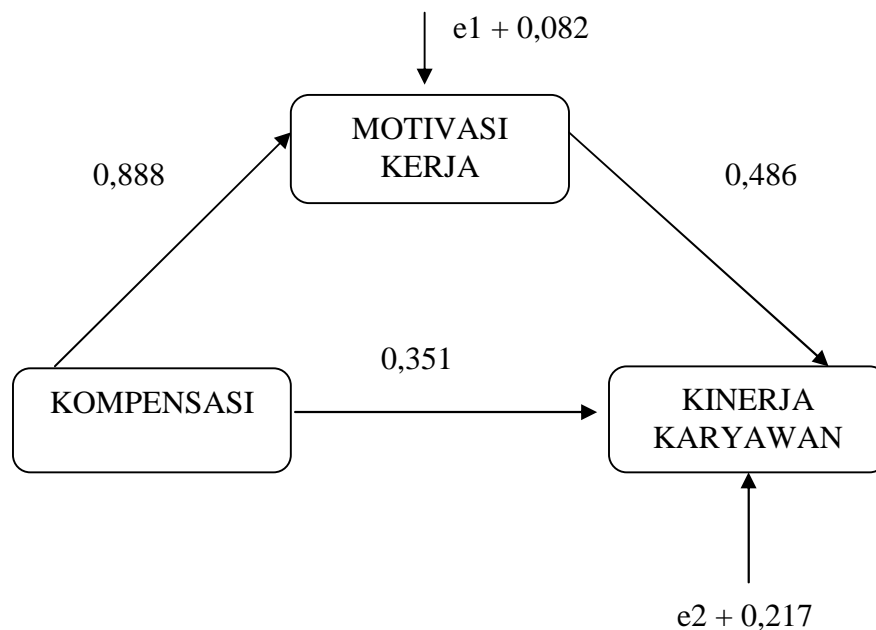 e1 + 0,082
MOTIVASI
KERJA
0,888
0,486
0,351
KOMPENSASI
KINERJA
KARYAWAN
e2 + 0,217